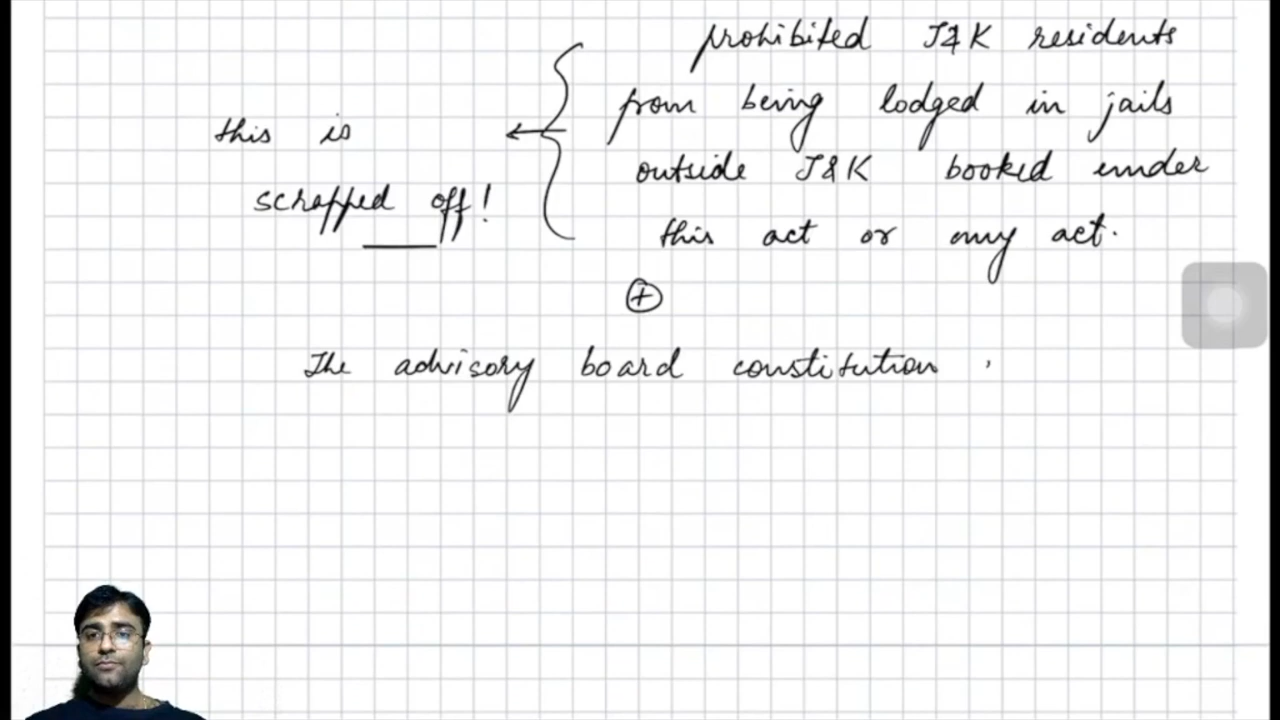 prohibited J&K residents
from being lodged in jails
outside J&K booked under
this act or any act.
this is
scrapped off!
+
The advisory board constitution